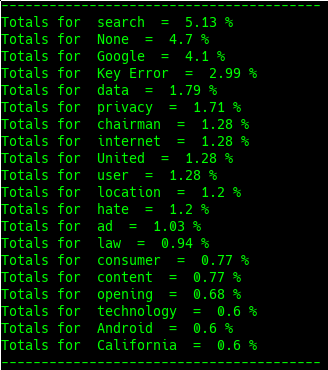 ----------------------------------------
Totals for  search  =  5.13 %
Totals for  None  =  4.7 %
Totals for  Google  =  4.1 %
Totals for  Key Error  =  2.99 %
Totals for  data  =  1.79 %
Totals for  privacy  =  1.71 %
Totals for  chairman  =  1.28 %
Totals for  internet  =  1.28 %
Totals for  United  =  1.28 %
Totals for  user  =  1.28 %
Totals for  location  =  1.2 %
Totals for  hate  =  1.2 %
Totals for  ad  =  1.03 %
Totals for  law  =  0.94 %
Totals for  consumer  =  0.77 %
Totals for  content  =  0.77 %
Totals for  opening  =  0.68 %
Totals for  technology  =  0.6 %
Totals for  Android  =  0.6 %
Totals for  California  =  0.6 %
----------------------------------------